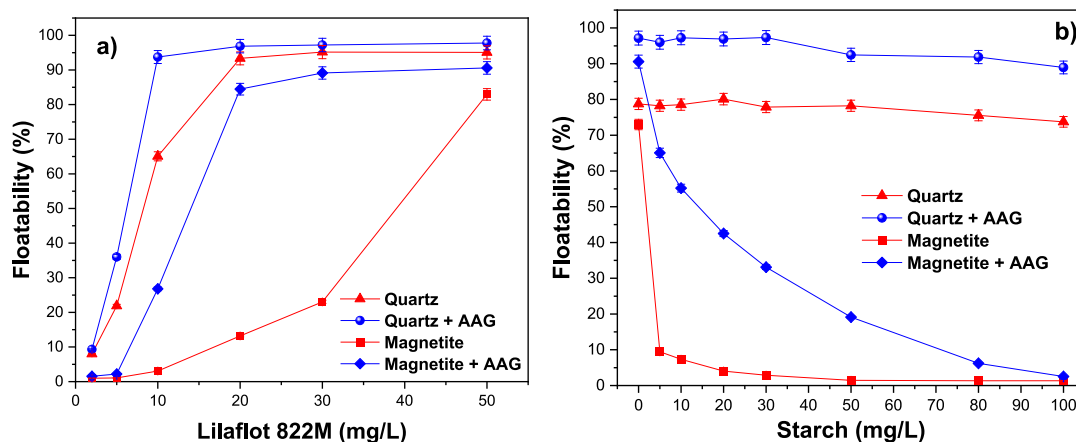 a)
Floatability (%)
100
90
80
70
60
50
40
30
20
10
0
Quartz
Quartz + AAG
Magnetite
Magnetite + AAG
0 10 20 30 40 50
Lilaflot 822M (mg/L)
b)
Floatability (%)
100
90
80
70
60
50
40
30
20
10
0
Quartz
Quartz + AAG
Magnetite
Magnetite + AAG
0 10 20 30 40 50 60 70 80 90 100
Starch (mg/L)